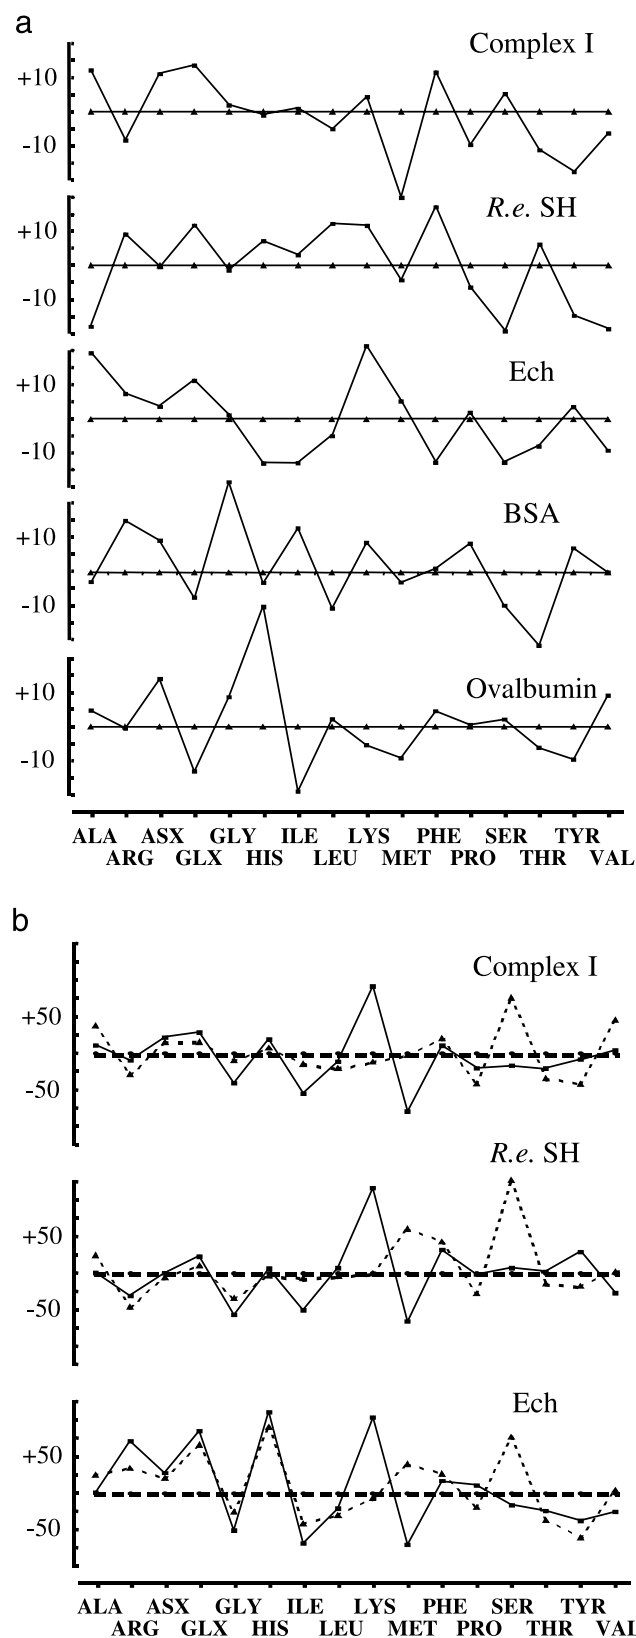 a
Complex I
+10
-10
R.e. SH
+10
-10
Ech
+10
-10
BSA
+10
-10
Ovalbumin
+10
-10
ALA ASX GLY ILE LYS PHE SER TYR
ARG GLX HIS LEU MET PRO THR VAL
b
Complex I
+50
-50
R.e. SH
+50
-50
Ech
+50
-50
ALA ASX GLY ILE LYS PHE SER TYR
ARG GLX HIS LEU MET PRO THR VAL